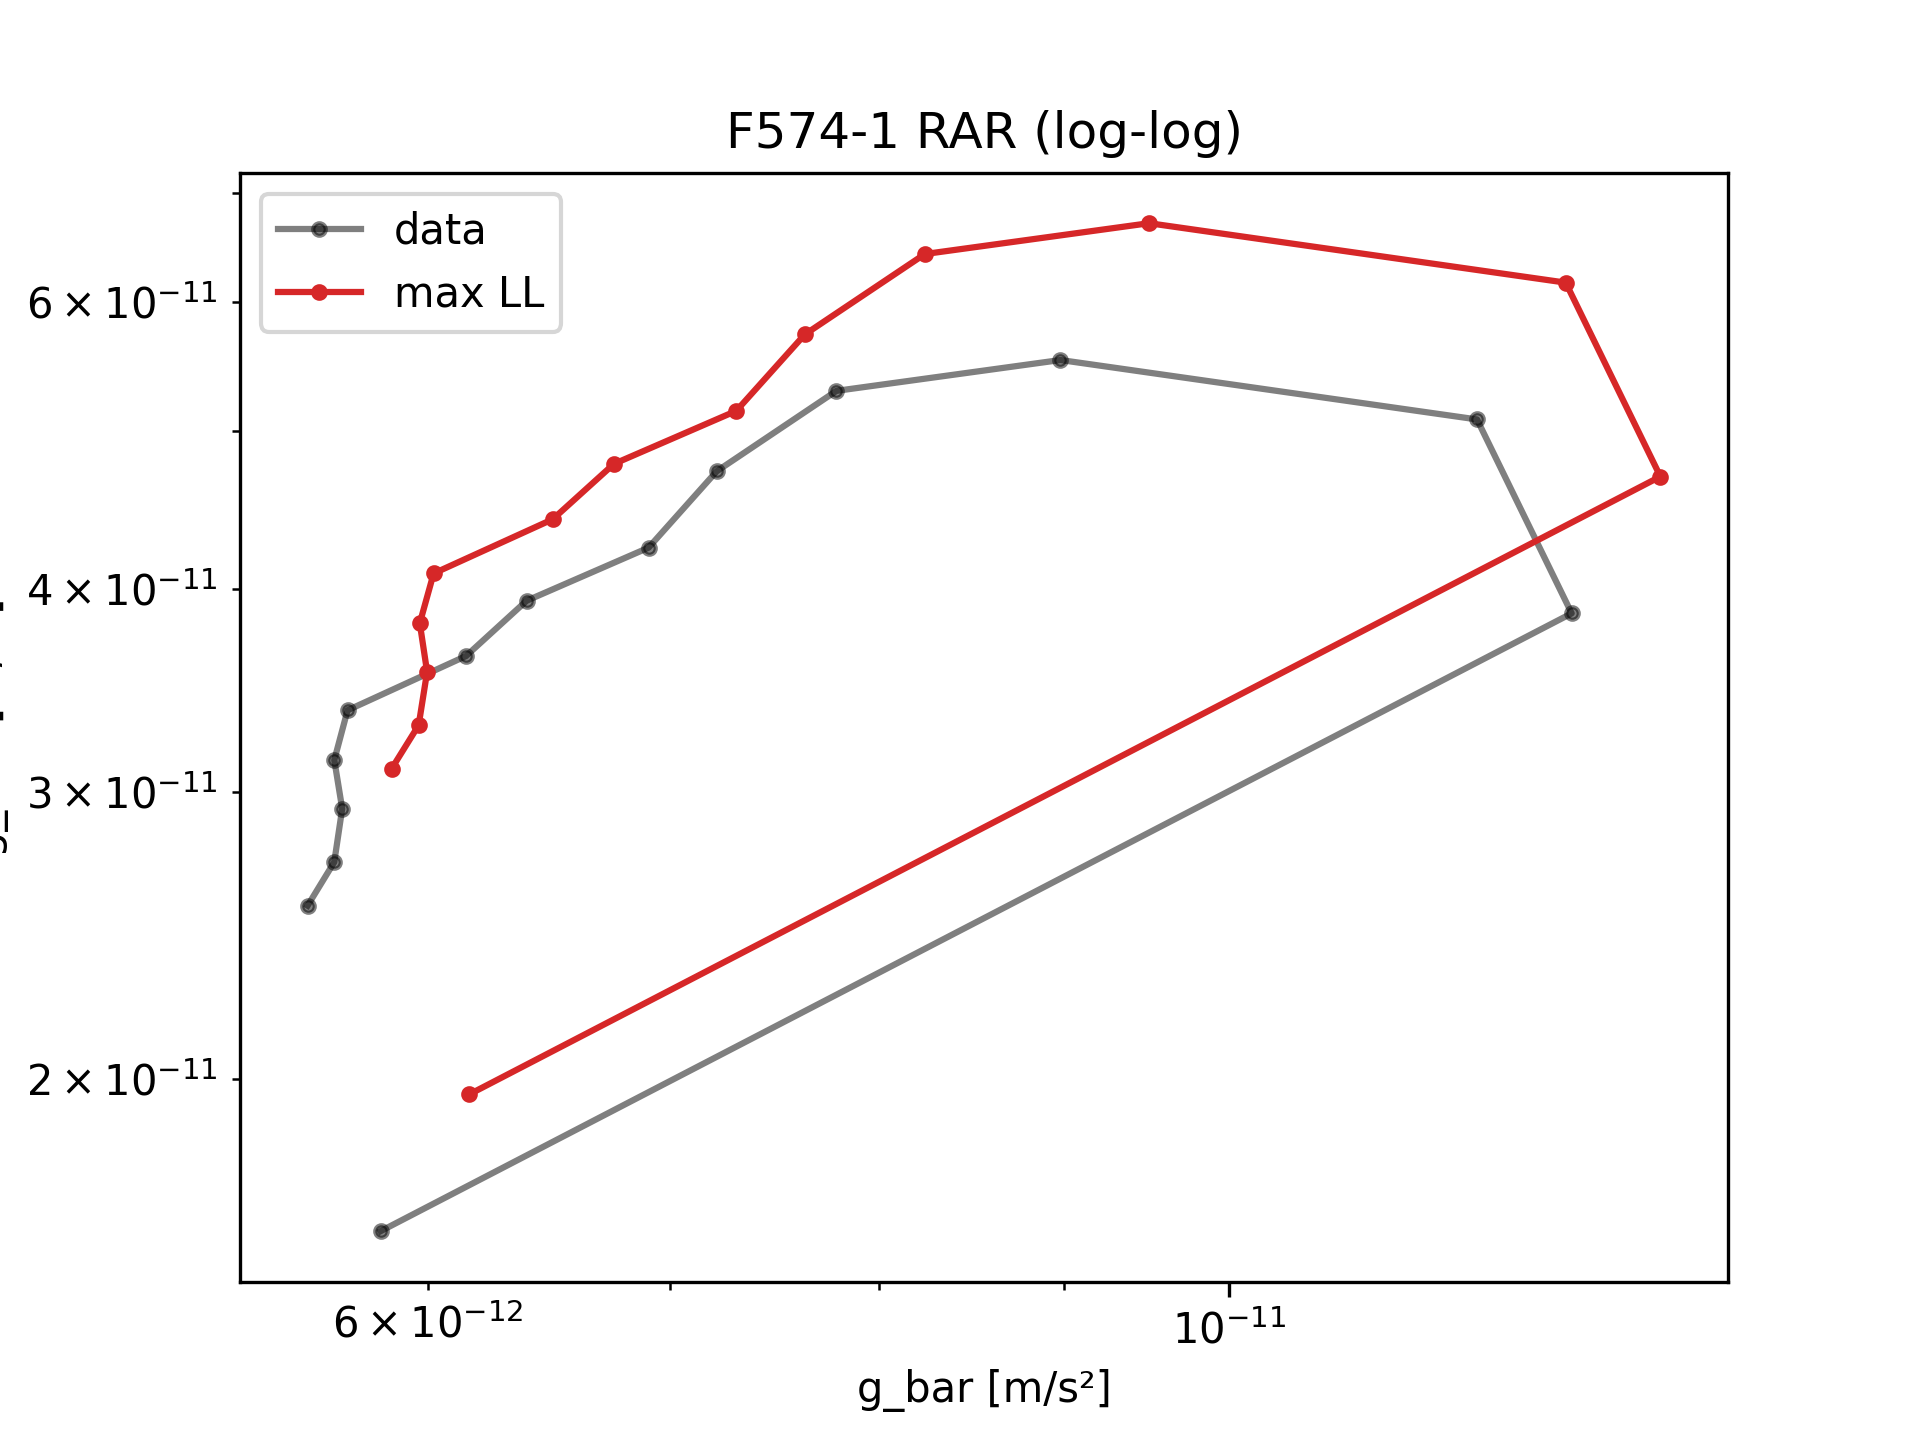 F574-1 RAR (log-log)
data
max LL
6 × 10⁻¹¹
4 × 10⁻¹¹
3 × 10⁻¹¹
2 × 10⁻¹¹
6 × 10⁻¹²
10⁻¹¹
g_bar [m/s²]